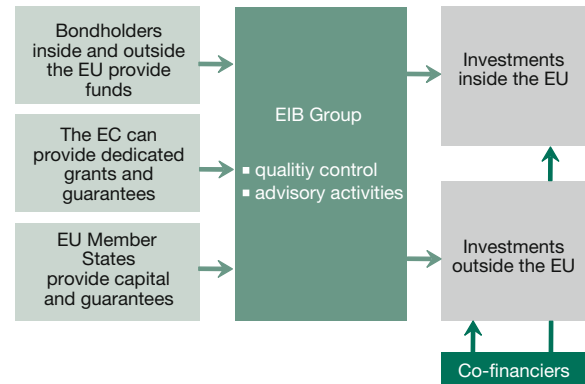 Bondholders
inside and outside
the EU provide
funds
The EC can
provide dedicated
grants and
guarantees
EU Member
States
provide capital
and guarantees
EIB Group
▪ qualitiy control
▪ advisory activities
Investments
inside the EU
Investments
outside the EU
Co-financiers